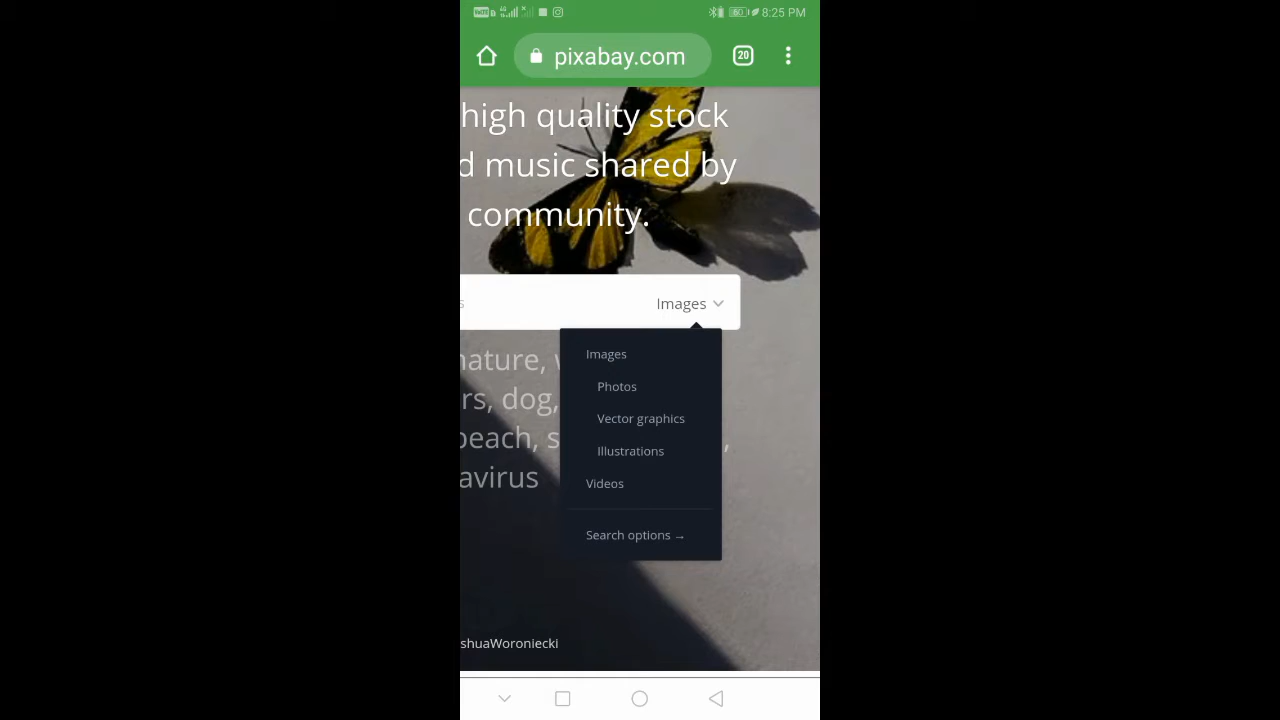 8:25 PM
pixabay.com
20
high quality stock
d music shared by
community.
s
Images
Images
Photos
Vector graphics
Illustrations
Videos
Search options →
nature,
rs, dog,
beach, s
,
avirus
shuaWoroniecki